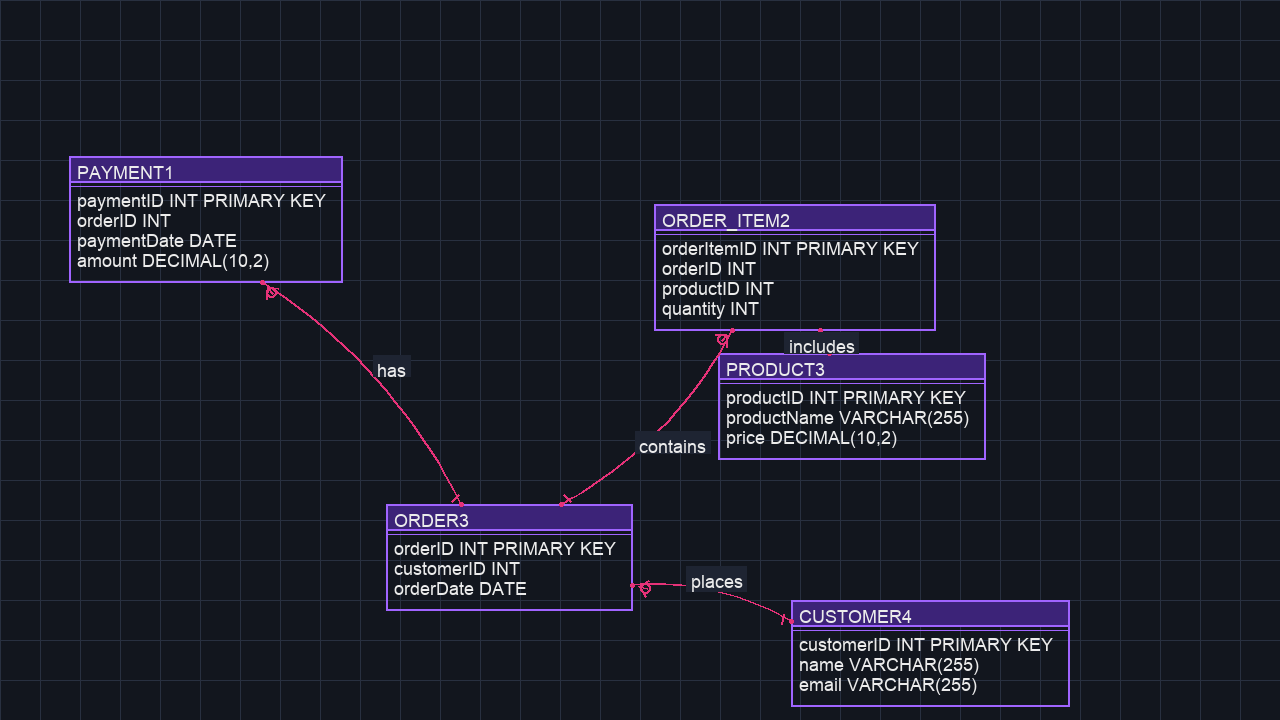 PAYMENT1
paymentID INT PRIMARY KEY
orderID INT
paymentDate DATE
amount DECIMAL(10,2)
ORDER_ITEM2
orderItemID INT PRIMARY KEY
orderID INT
productID INT
quantity INT
includes
PRODUCT3
productID INT PRIMARY KEY
productName VARCHAR(255)
price DECIMAL(10,2)
has
contains
ORDER3
orderID INT PRIMARY KEY
customerID INT
orderDate DATE
places
CUSTOMER4
customerID INT PRIMARY KEY
name VARCHAR(255)
email VARCHAR(255)